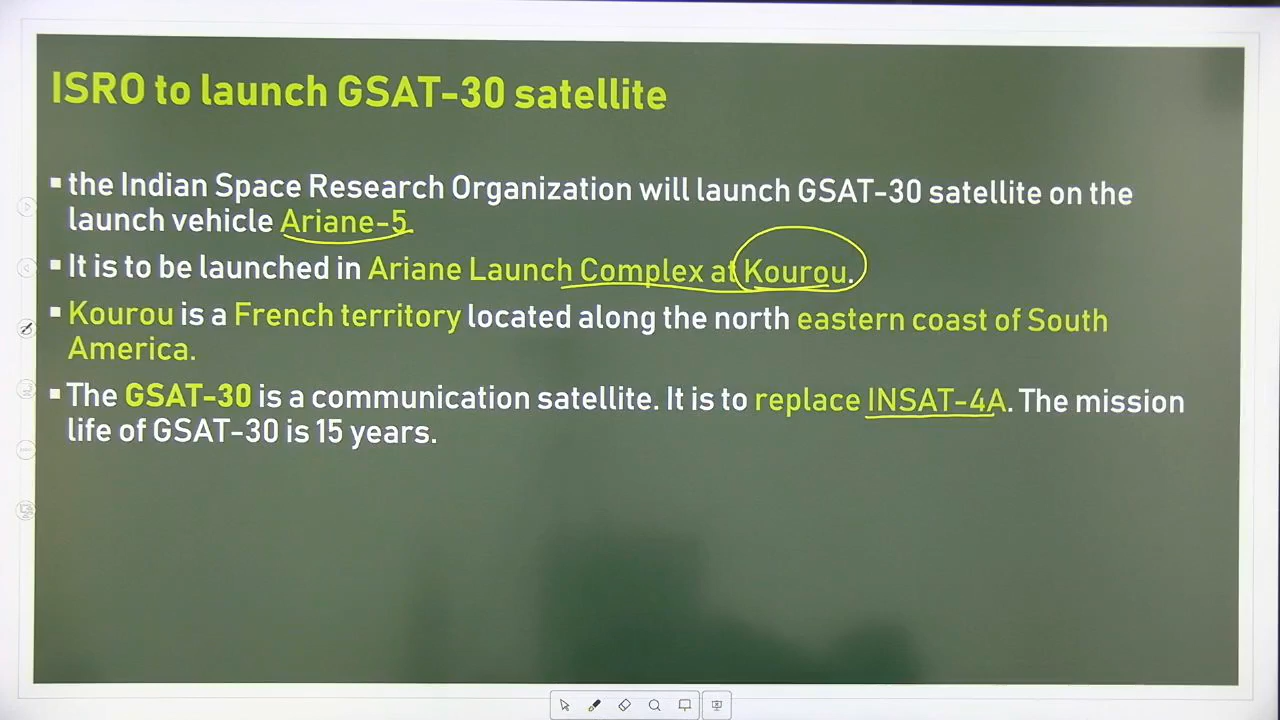 ISRO to launch GSAT-30 satellite
▪ the Indian Space Research Organization will launch GSAT-30 satellite on the
launch vehicle Ariane-5.
▪ It is to be launched in Ariane Launch Complex at Kourou.
▪ Kourou is a French territory located along the north eastern coast of South
America.
▪ The GSAT-30 is a communication satellite. It is to replace INSAT-4A. The mission
life of GSAT-30 is 15 years.